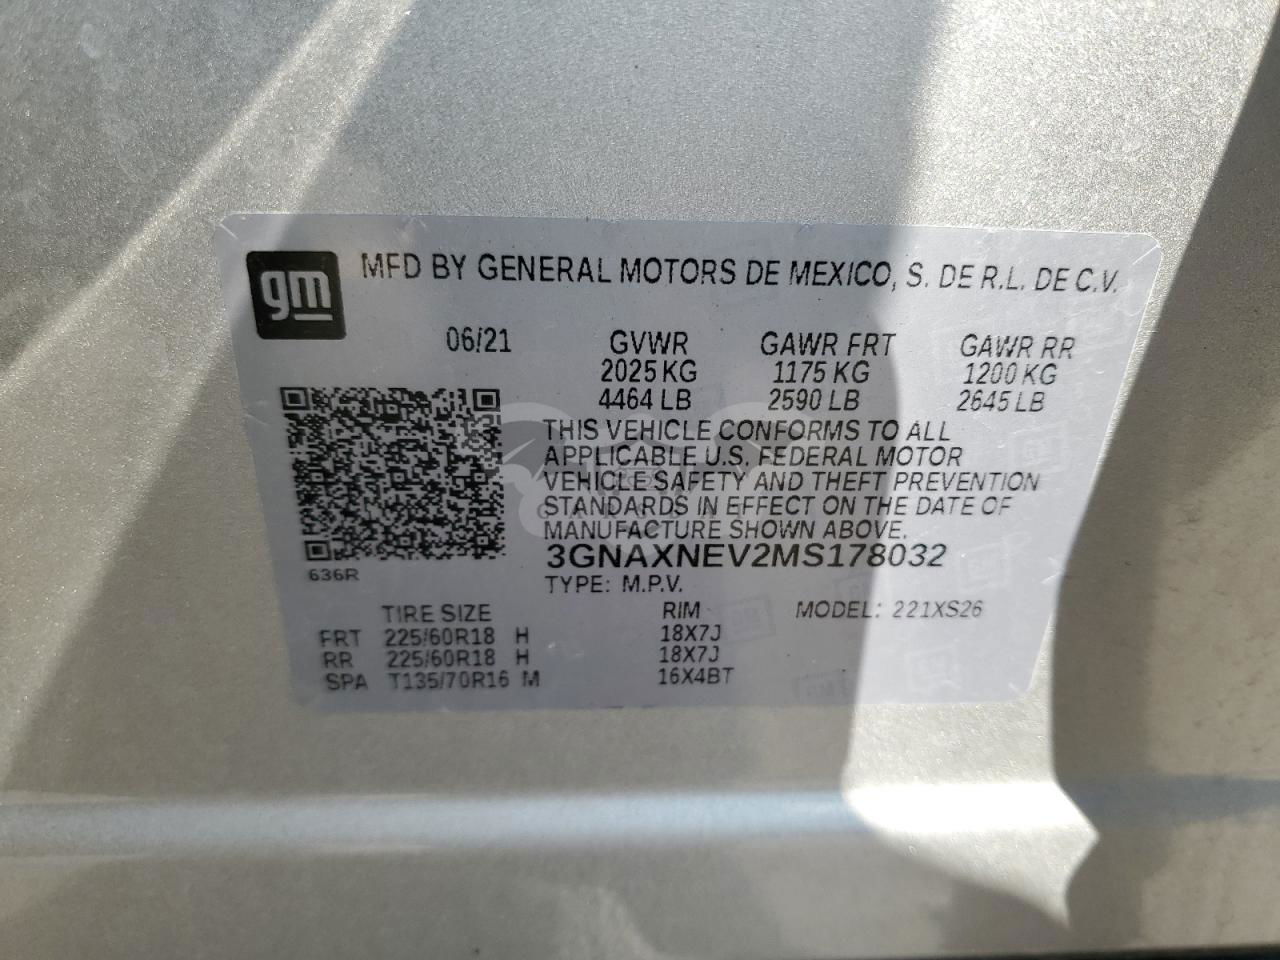 gm MFD BY GENERAL MOTORS DE MEXICO, S. DE R.L. DE C.V.
06/21 GVWR GAWR FRT GAWR RR
2025 KG 1175 KG 1200 KG
4464 LB 2590 LB 2645 LB
THIS VEHICLE CONFORMS TO ALL
APPLICABLE U.S. FEDERAL MOTOR
VEHICLE SAFETY AND THEFT PREVENTION
STANDARDS IN EFFECT ON THE DATE OF
MANUFACTURE SHOWN ABOVE.
3GNAXNEV2MS178032
636R
TYPE: M.P.V.
TIRE SIZE RIM MODEL: 221XS26
FRT 225/60R18 H 18X7J
RR 225/60R18 H 18X7J
SPA T135/70R16 M 16X4BT